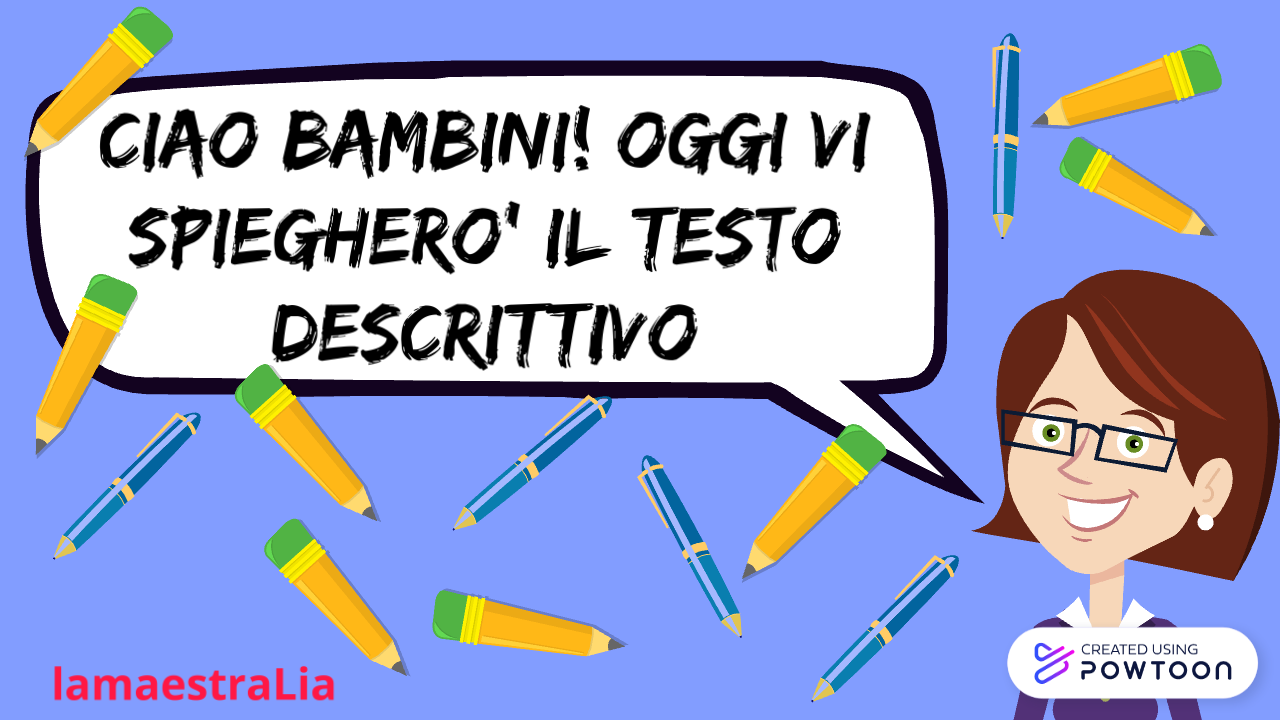 CIAO BAMBINI! OGGI VI
SPIEGHERO' IL TESTO
DESCRITTIVO
lamaestraLia
CREATED USING
POWTOON